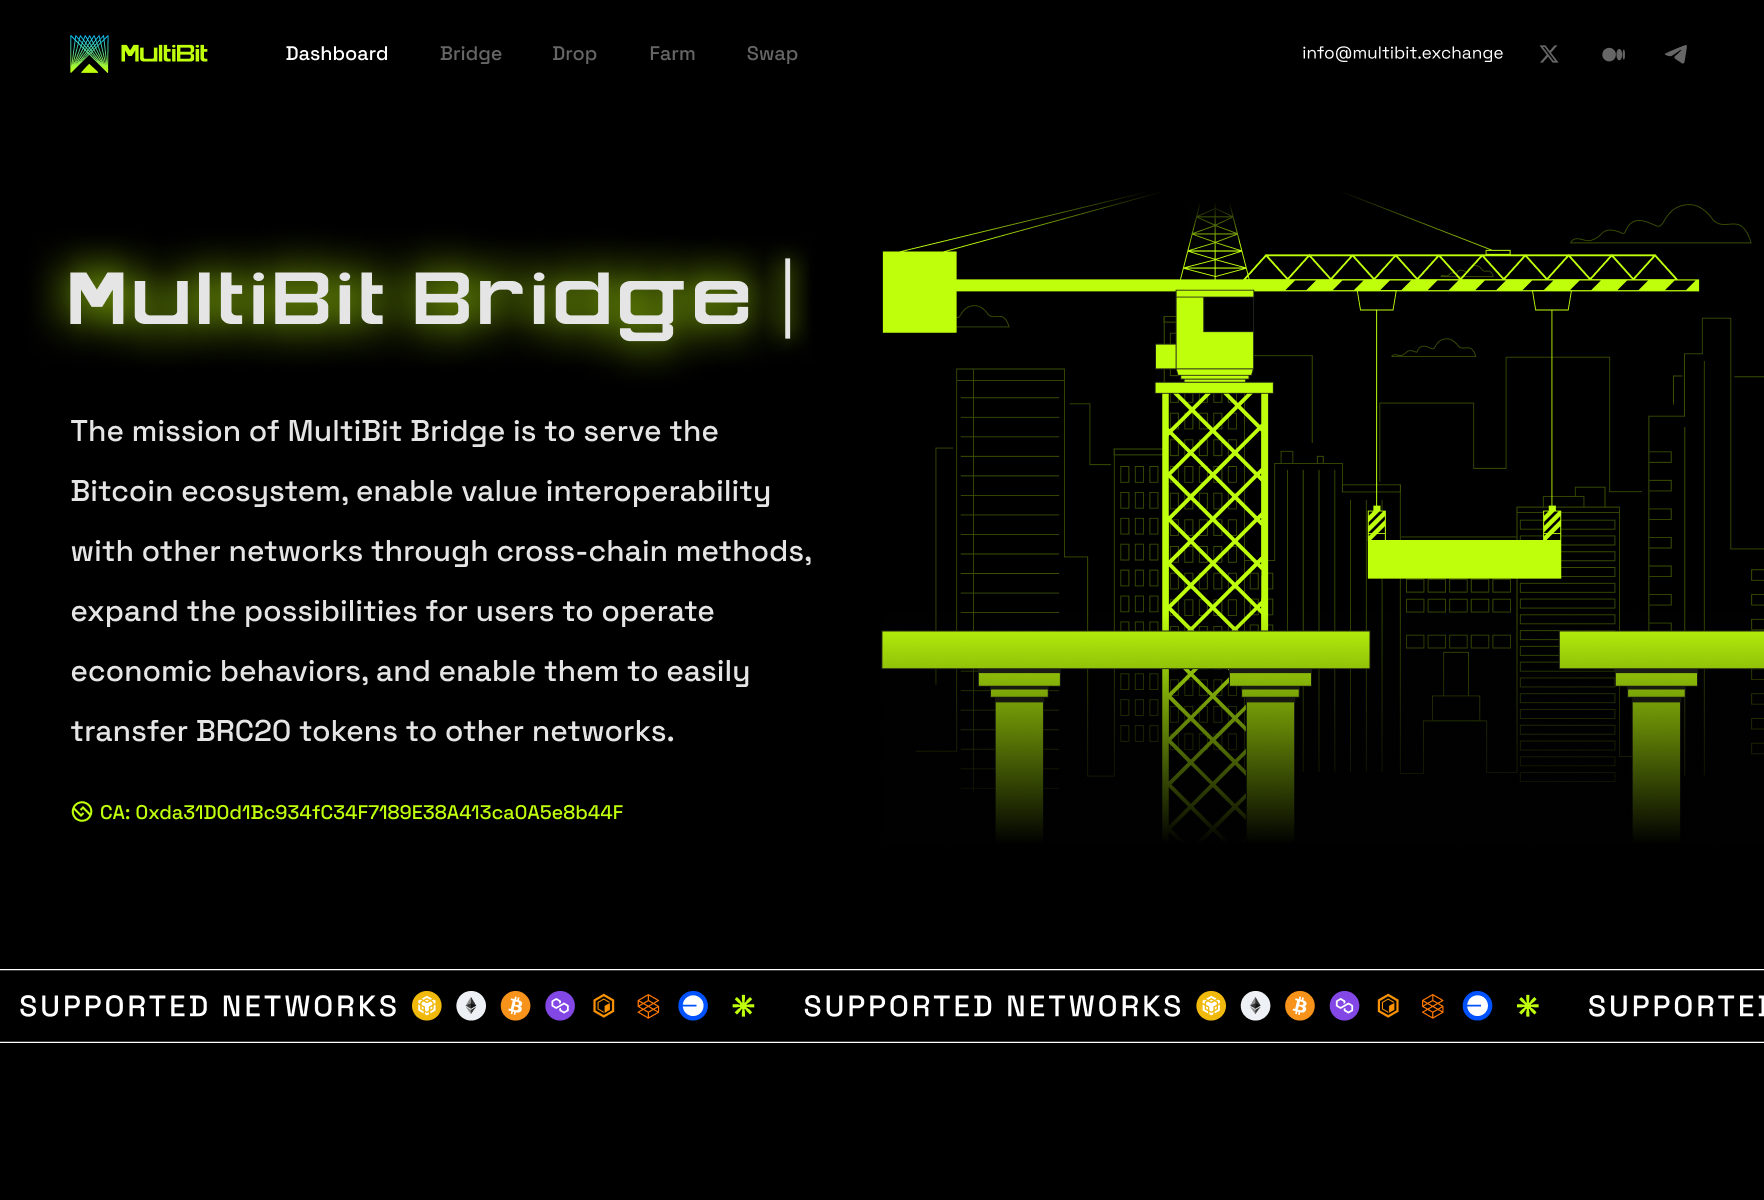 MultiBit
Dashboard Bridge Drop Farm Swap
info@multibit.exchange
MultiBit Bridge |
The mission of MultiBit Bridge is to serve the
Bitcoin ecosystem, enable value interoperability
with other networks through cross-chain methods,
expand the possibilities for users to operate
economic behaviors, and enable them to easily
transfer BRC20 tokens to other networks.
CA: 0xda31D0d1Bc934fC34F7189E38A413ca0A5e8b44F
SUPPORTED NETWORKS SUPPORTED NETWORKS SUPPORTED